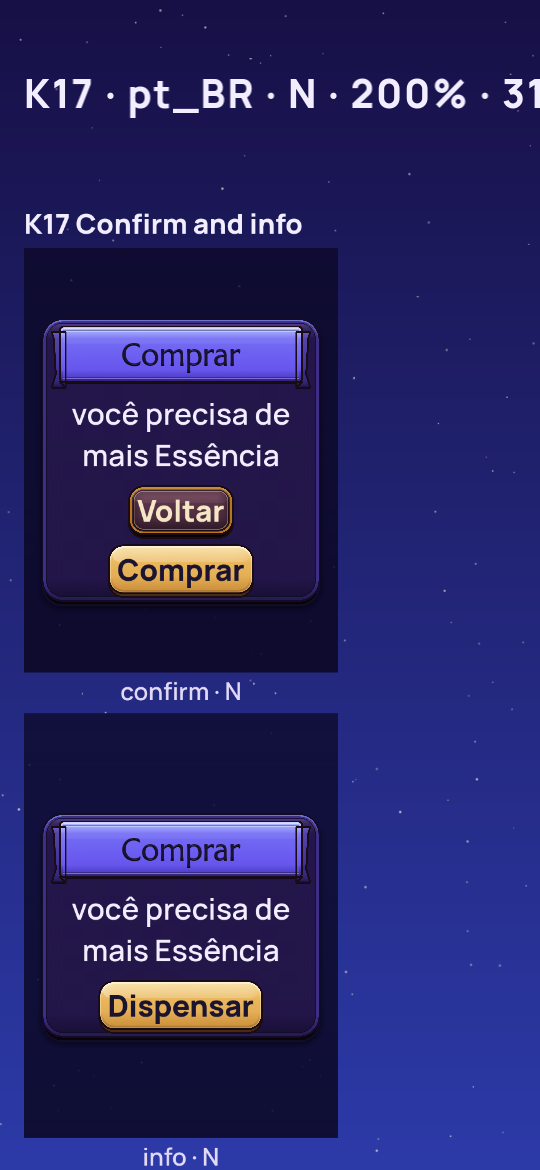 K17 · pt_BR · N · 200% · 31
K17 Confirm and info
Comprar
você precisa de
mais Essência
Voltar
Comprar
confirm · N
Comprar
você precisa de
mais Essência
Dispensar
info · N